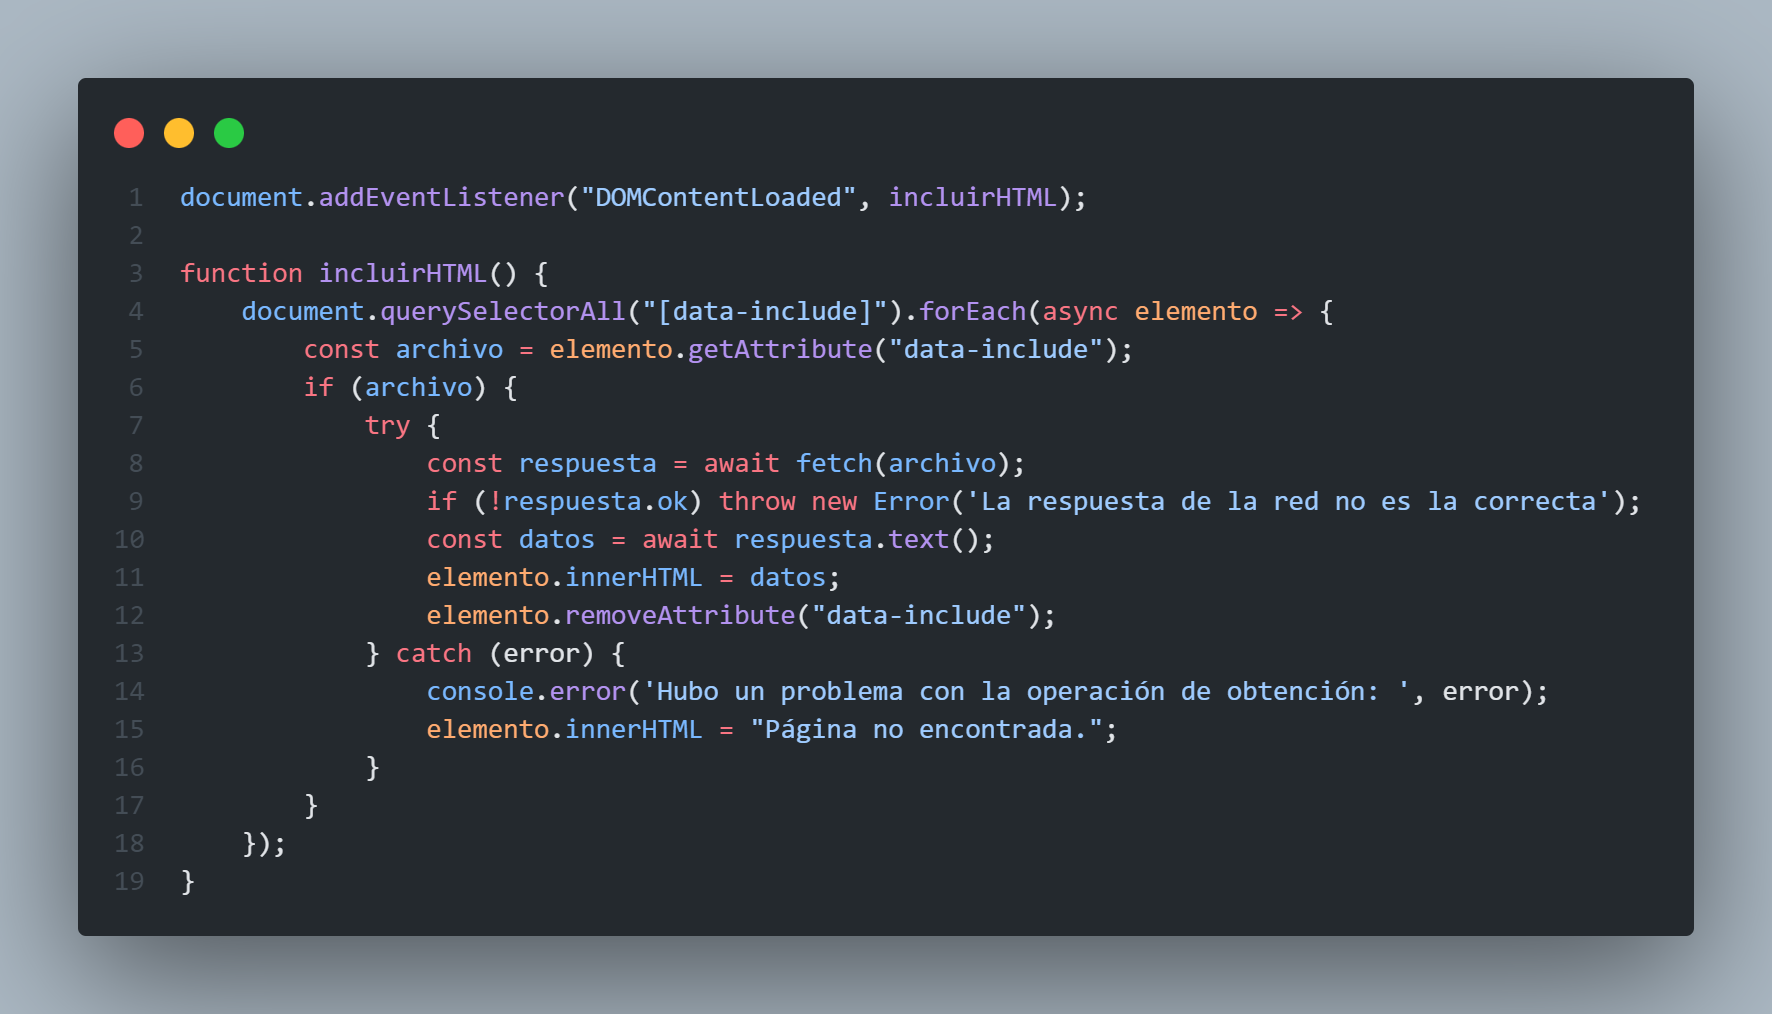 1 document.addEventListener("DOMContentLoaded", incluirHTML);
2
3 function incluirHTML() {
4     document.querySelectorAll("[data-include]").forEach(async elemento => {
5         const archivo = elemento.getAttribute("data-include");
6         if (archivo) {
7             try {
8                 const respuesta = await fetch(archivo);
9                 if (!respuesta.ok) throw new Error('La respuesta de la red no es la correcta');
10                 const datos = await respuesta.text();
11                 elemento.innerHTML = datos;
12                 elemento.removeAttribute("data-include");
13             } catch (error) {
14                 console.error('Hubo un problema con la operación de obtención: ', error);
15                 elemento.innerHTML = "Página no encontrada.";
16             }
17         }
18     });
19 }